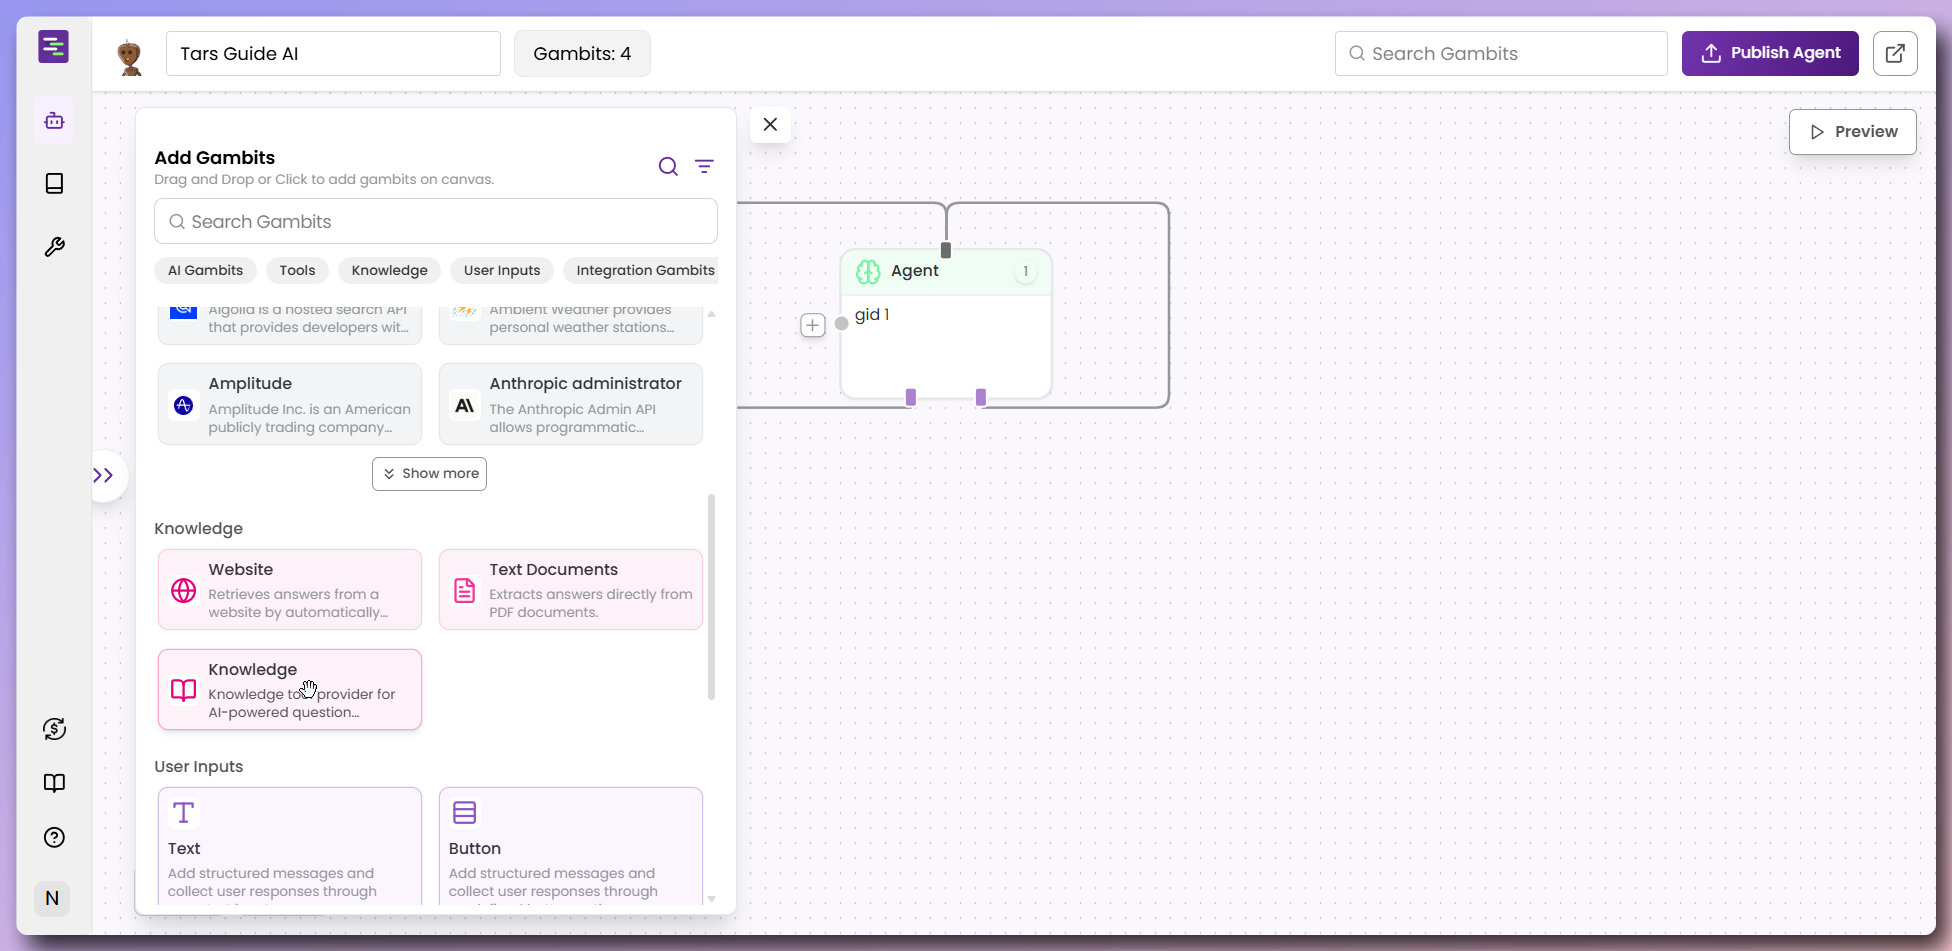 Tars Guide AI
Gambits: 4
Search Gambits
Publish Agent
Preview
Add Gambits
Drag and Drop or Click to add gambits on canvas.
Search Gambits
AI Gambits
Tools
Knowledge
User Inputs
Integration Gambits
Algolia is a hosted search API
that provides developers wit...
Ambient Weather provides
personal weather stations...
Amplitude
Amplitude Inc. is an American
publicly trading company...
Anthropic administrator
The Anthropic Admin API
allows programmatic...
Show more
Knowledge
Website
Retrieves answers from a
website by automatically...
Text Documents
Extracts answers directly from
PDF documents.
Knowledge
Knowledge provider for
AI-powered question...
User Inputs
Text
Add structured messages and
collect user responses through
Button
Add structured messages and
collect user responses through
Agent
1
gid 1
N